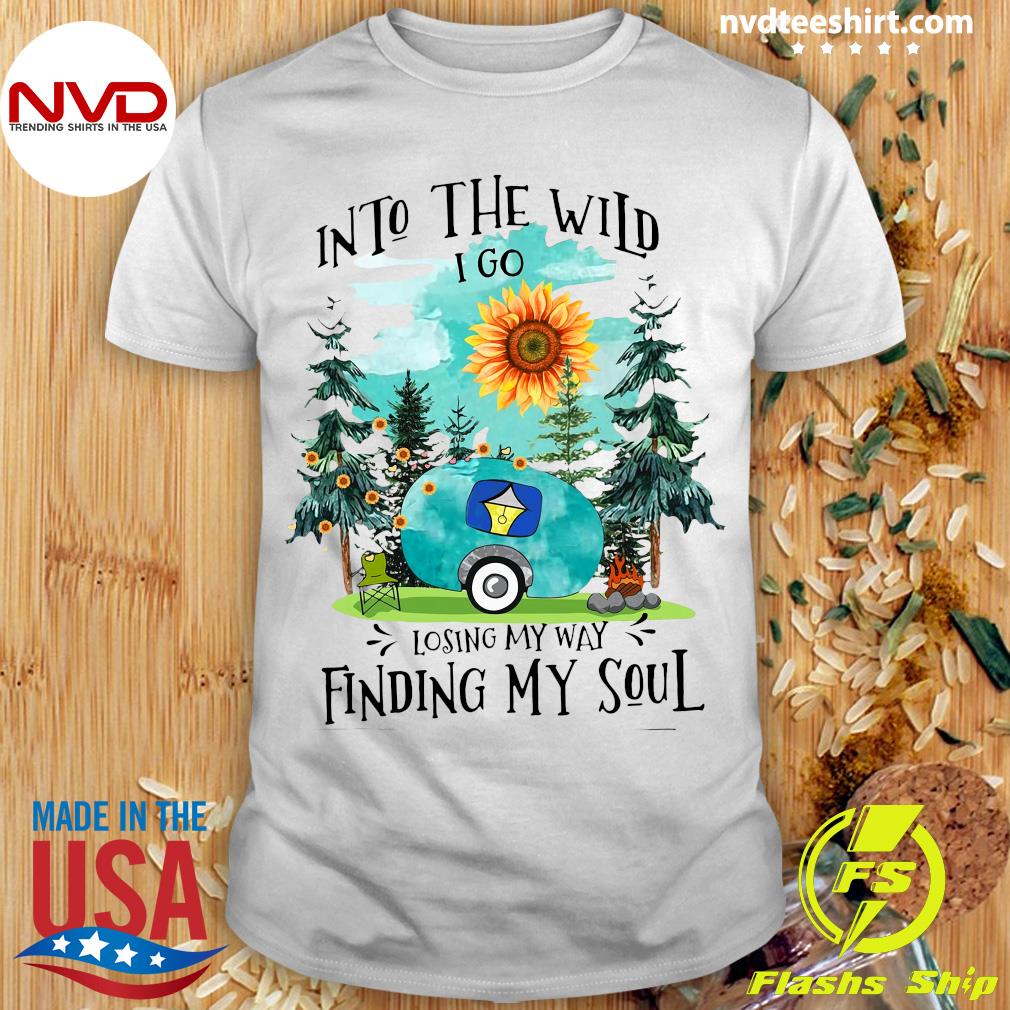 nvdteeshirt.com
NVD
TRENDING SHIRTS IN THE USA
INTO THE WILD
I GO
LOSING MY WAY
FINDING MY SOUL
MADE IN THE
USA
FS
Flashs Ship